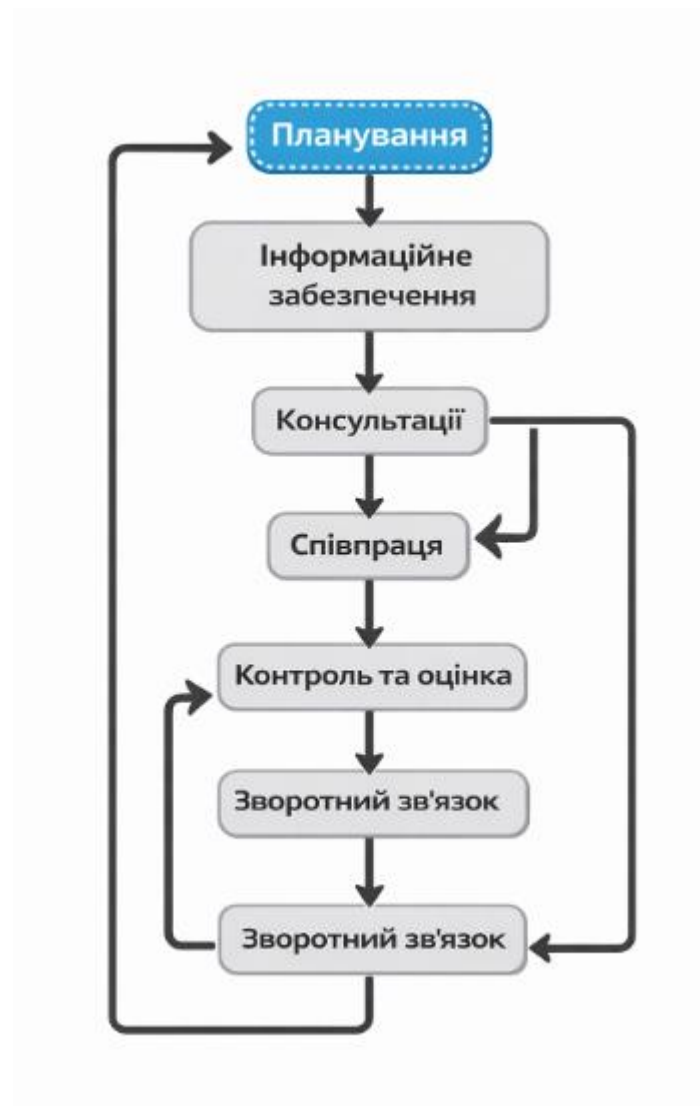 Планування
Інформаційне
забезпечення
Консультації
Співпраця
Контроль та оцінка
Зворотний зв'язок
Зворотний зв'язок